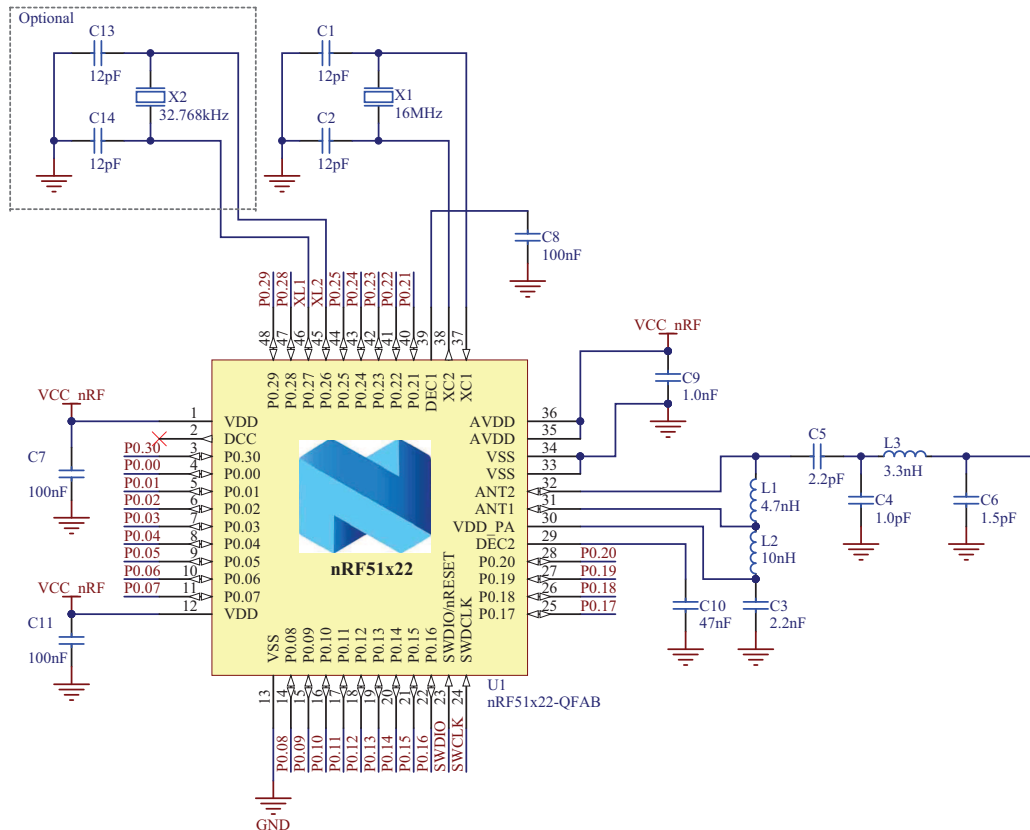 Optional
C13
12pF
X2
32.768kHz
C14
12pF
C1
12pF
X1
16MHz
C2
12pF
C8
100nF
P0.29
P0.28
XL1
XL2
P0.25
P0.24
P0.23
P0.22
P0.21
48
47
46
45
44
43
42
41
40
39
38
37
P0.29
P0.28
P0.27
P0.26
P0.25
P0.24
P0.23
P0.22
P0.21
DEC1
XC2
XC1
VCC_nRF
C7
100nF
VCC_nRF
C11
100nF
1 VDD
2 DCC
P0.30 3 P0.30
P0.00 4 P0.00
P0.01 5 P0.01
P0.02 6 P0.02
P0.03 7 P0.03
P0.04 8 P0.04
P0.05 9 P0.05
P0.06 10 P0.06
P0.07 11 P0.07
12 VDD
nRF51x22
AVDD 36
AVDD 35
VSS 34
VSS 33
ANT2 32
ANT1 31
VDD_PA 30
DEC2 29
P0.20 28 P0.20
P0.19 27 P0.19
P0.18 26 P0.18
P0.17 25 P0.17
VCC_nRF
C9
1.0nF
C5
2.2pF
L3
3.3nH
L1
4.7nH
C4
1.0pF
C6
1.5pF
L2
10nH
C10
47nF
C3
2.2nF
VSS
P0.08
P0.09
P0.10
P0.11
P0.12
P0.13
P0.14
P0.15
P0.16
SWDIO/nRESET
SWDCLK
U1
nRF51x22-QFAB
13
14
15
16
17
18
19
20
21
22
23
24
P0.08
P0.09
P0.10
P0.11
P0.12
P0.13
P0.14
P0.15
P0.16
SWDIO
SWCLK
GND